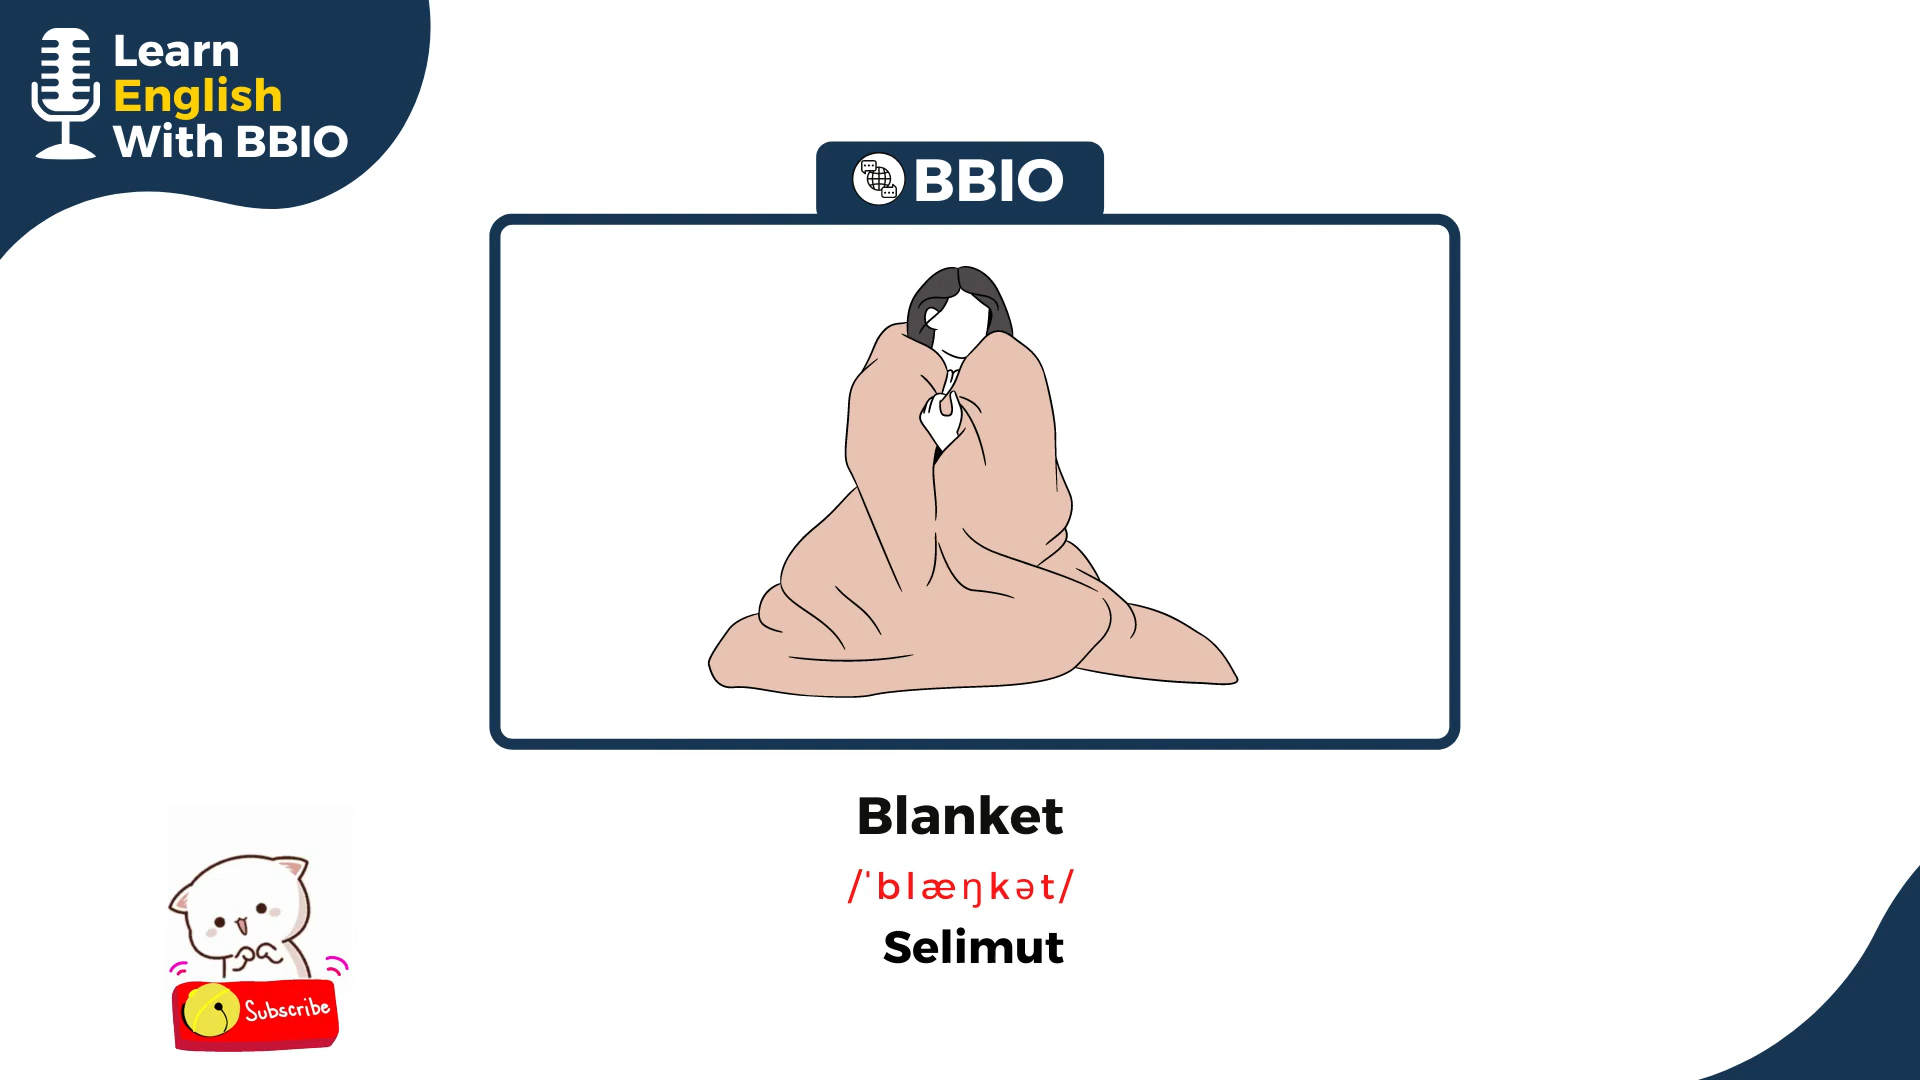 Learn
English
With BBIO
BBIO
Blanket
/ˈblæŋkət/
Selimut
Subscribe